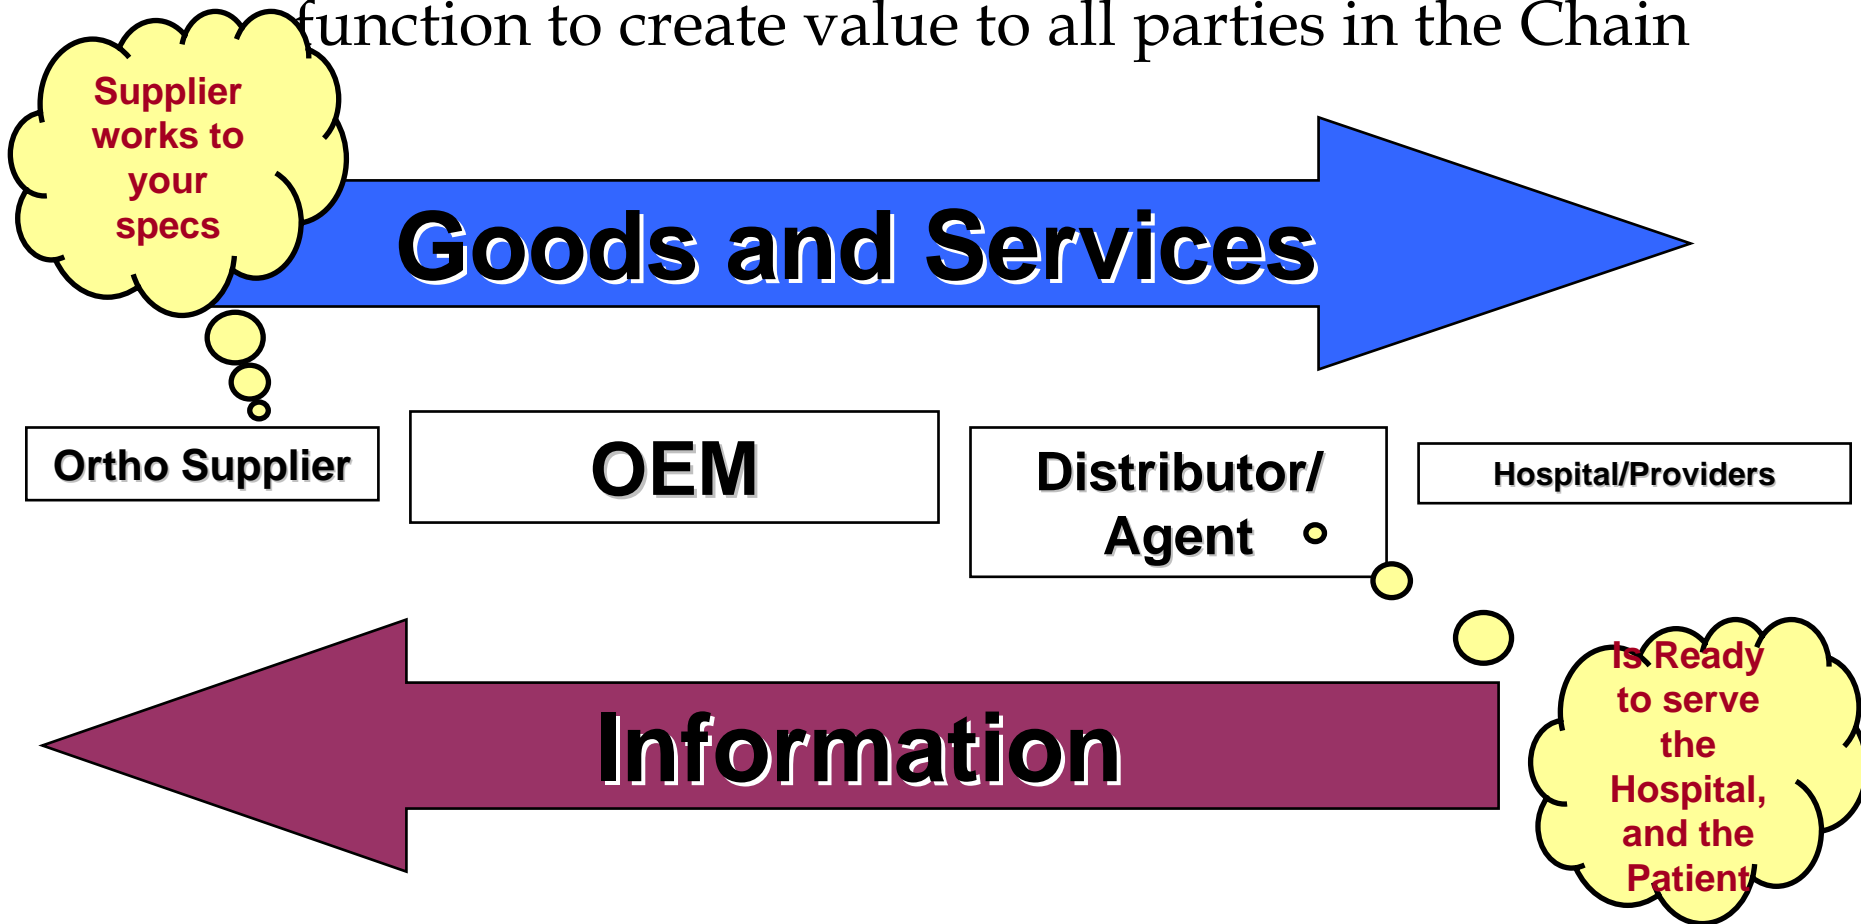 function to create value to all parties in the Chain
Supplier
works to
your
specs
Goods and Services
Ortho Supplier
OEM
Distributor/
Agent
Hospital/Providers
Information
Is Ready
to serve
the
Hospital,
and the
Patient